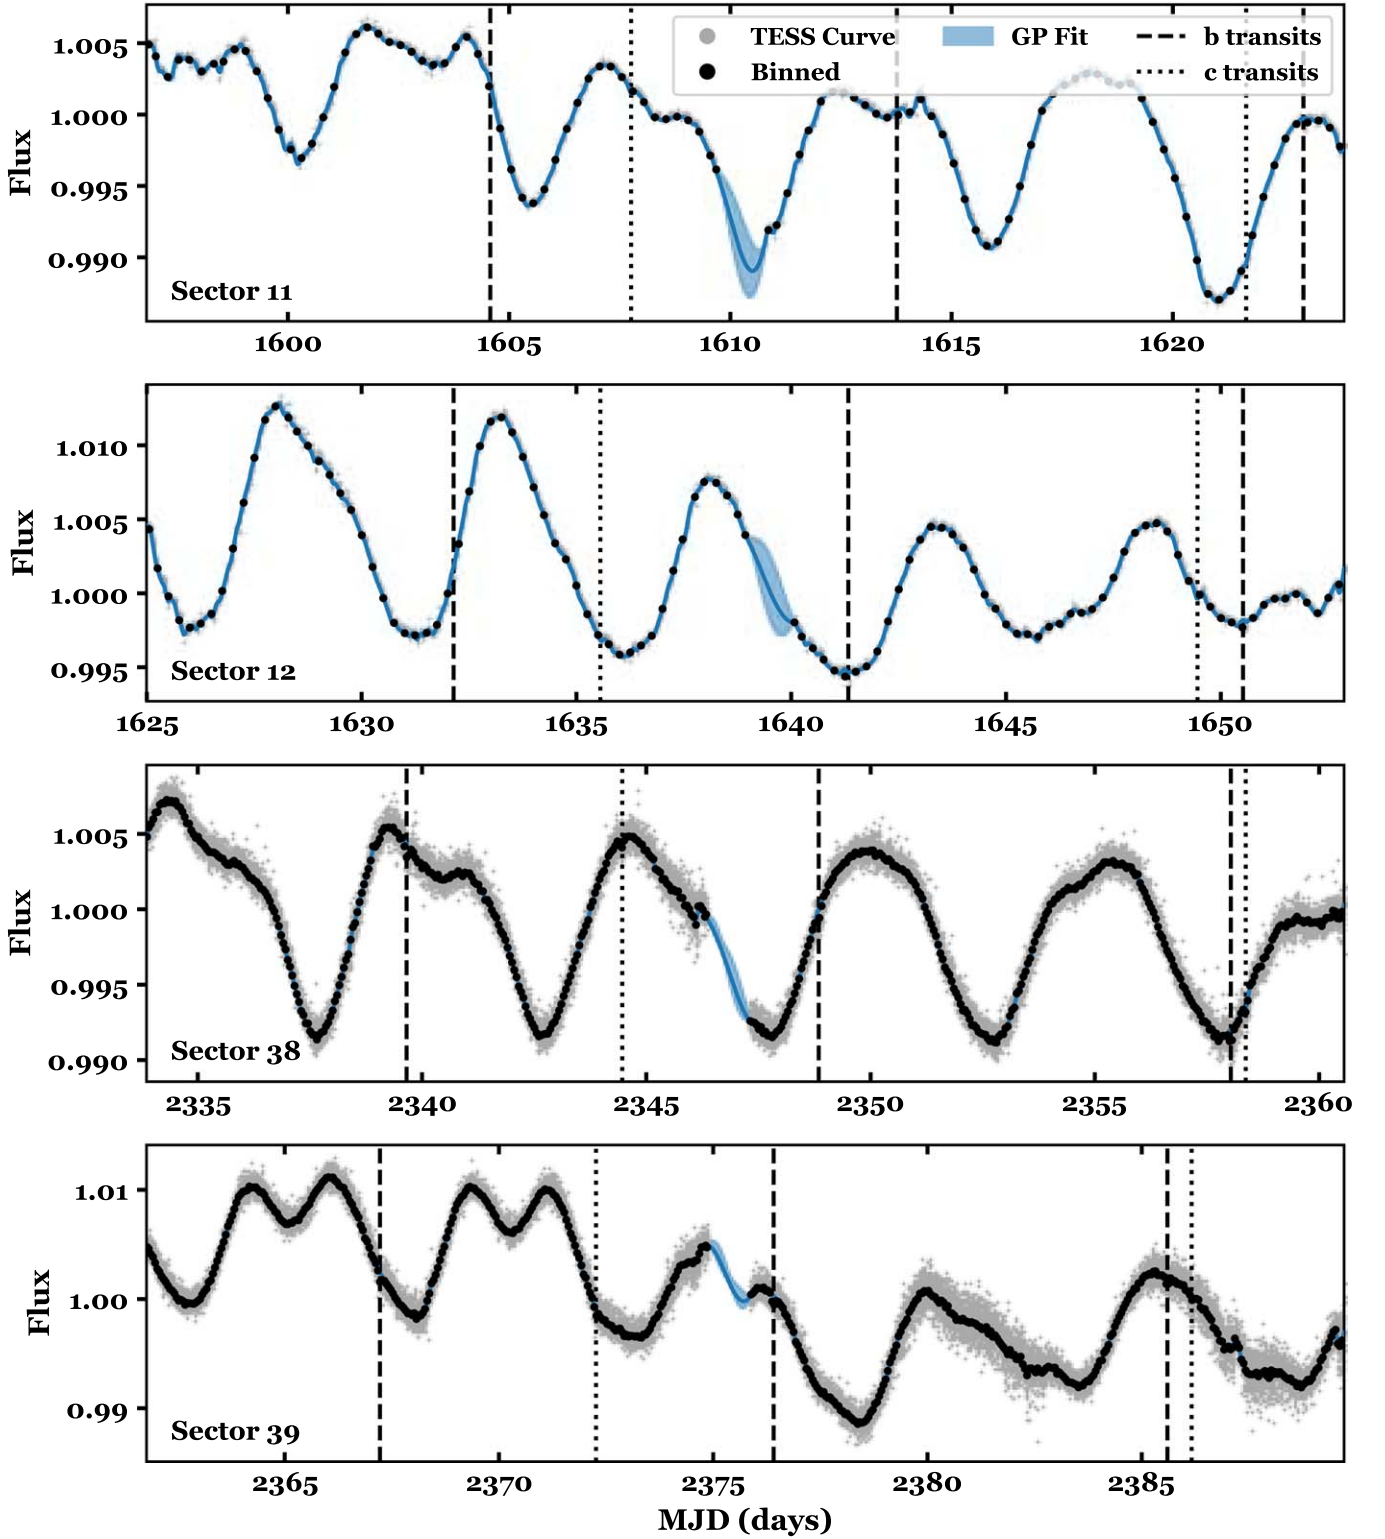 TESS Curve GP Fit b transits
Binned c transits
1.005
1.000
0.995
0.990
Flux
Sector 11
1600 1605 1610 1615 1620
1.010
1.005
1.000
0.995
Flux
Sector 12
1625 1630 1635 1640 1645 1650
1.005
1.000
0.995
0.990
Flux
Sector 38
2335 2340 2345 2350 2355 2360
1.01
1.00
0.99
Flux
Sector 39
2365 2370 2375 2380 2385
MJD (days)